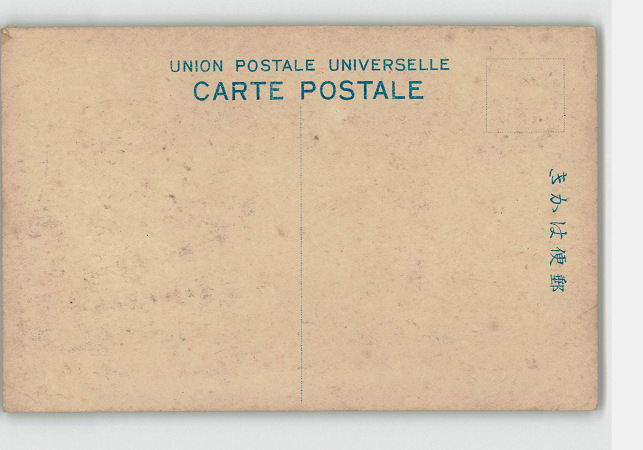 UNION POSTALE UNIVERSELLE
CARTE POSTALE
きかは便郵